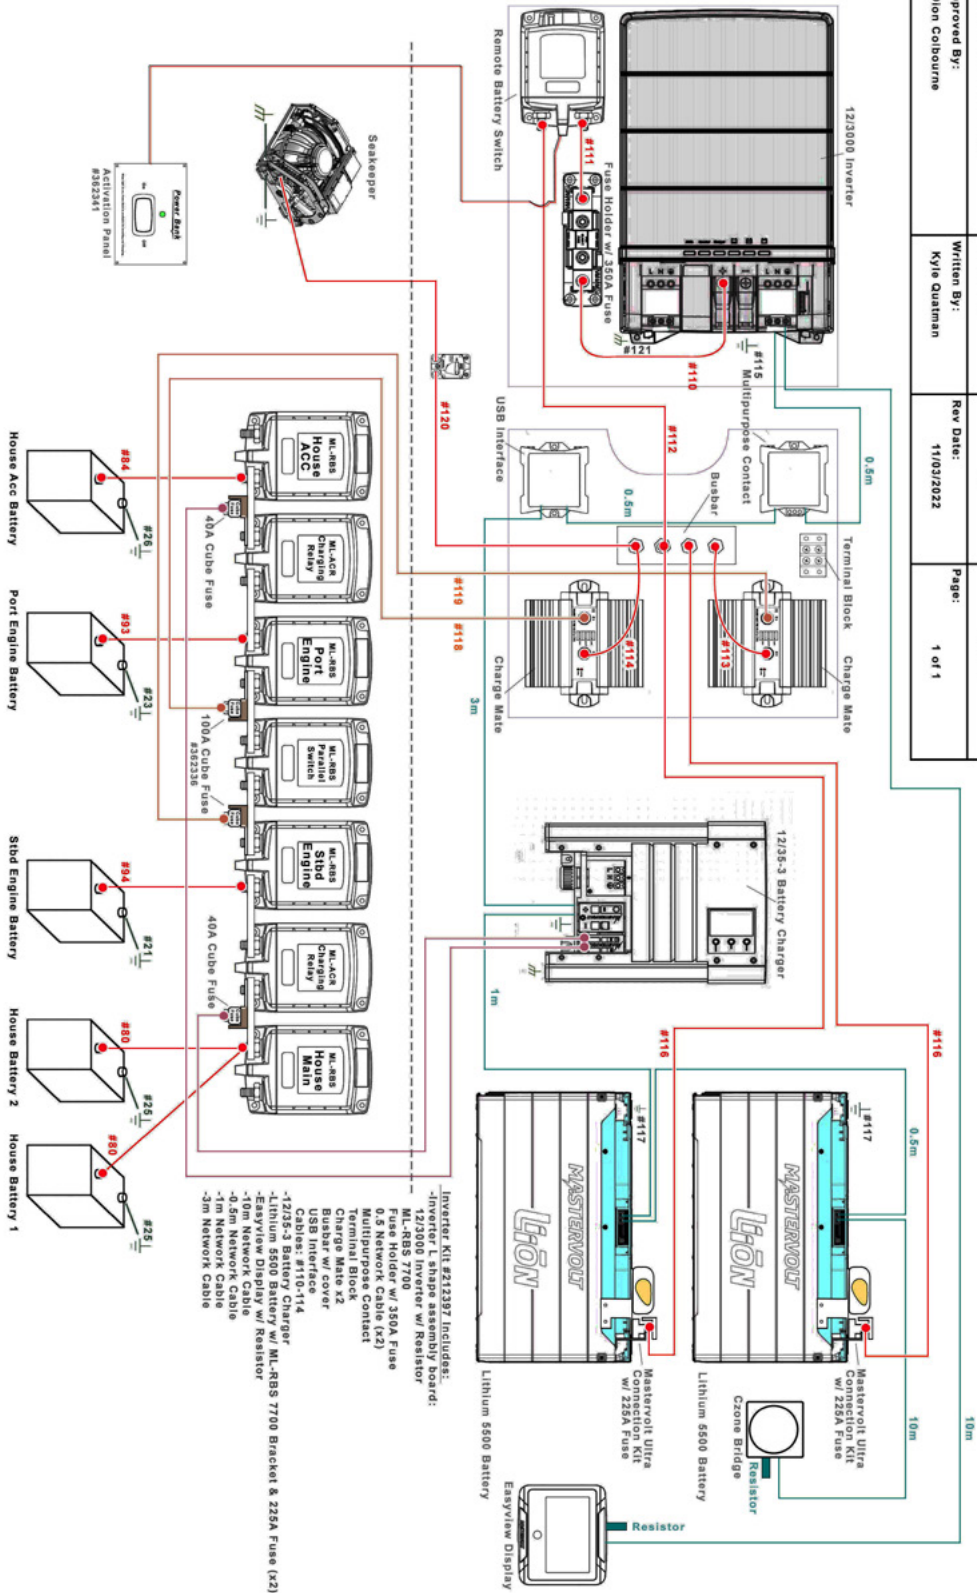 pproved By:
ion Colbourne
Written By:
Kyle Quatman
Rev Date:
11/03/2022
Page:
1 of 1
Remote Battery Switch
#111
Fuse Holder w/ 350A Fuse
12/3000 Inverter
#121
#110
#115
Multipurpose Contact
USB Interface
0.5m
#112
0.5m
Busbar
Terminal Block
#114
#113
Charge Mate
Charge Mate
3m
12/35-3 Battery Charger
1m
#116
#116
#117
#117
0.5m
MASTERVOLT
Li-iON
MASTERVOLT
Li-iON
Mastervolt Ultra
Connection Kit
w/ 225A Fuse
Mastervolt Ultra
Connection Kit
w/ 225A Fuse
Lithium 5500 Battery
Lithium 5500 Battery
10m
10m
Czone Bridge
Resistor
Easyview Display
Resistor
Seakeeper
Power Bank
On
Off
Activation Panel
#362341
#120
#119
#118
ML-RBS
House
ACC
ML-ACR
Charging
Relay
ML-RBS
Port
Engine
ML-RBS
Parallel
Switch
ML-RBS
Stbd
Engine
ML-ACR
Charging
Relay
ML-RBS
House
Main
40A Cube Fuse
100A Cube Fuse
#362336
40A Cube Fuse
#84
#26
House Acc Battery
#93
#23
Port Engine Battery
#94
#21
Stbd Engine Battery
#80
#25
House Battery 2
#80
#25
House Battery 1
Inverter Kit #212397 Includes:
-Inverter L shape assembly board:
12/3000 Inverter w/ Resistor
ML-RBS 7700
Fuse Holder w/ 350A Fuse
0.5 Network Cable (x2)
Multipurpose Contact
Terminal Block
Charge Mate x2
Busbar w/ cover
USB Interface
Cables: #110-114
-12/35-3 Battery Charger
-Lithium 5500 Battery w/ ML-RBS 7700 Bracket & 225A Fuse (x2)
-Easyview Display w/ Resistor
-10m Network Cable
-0.5m Network Cable
-1m Network Cable
-3m Network Cable